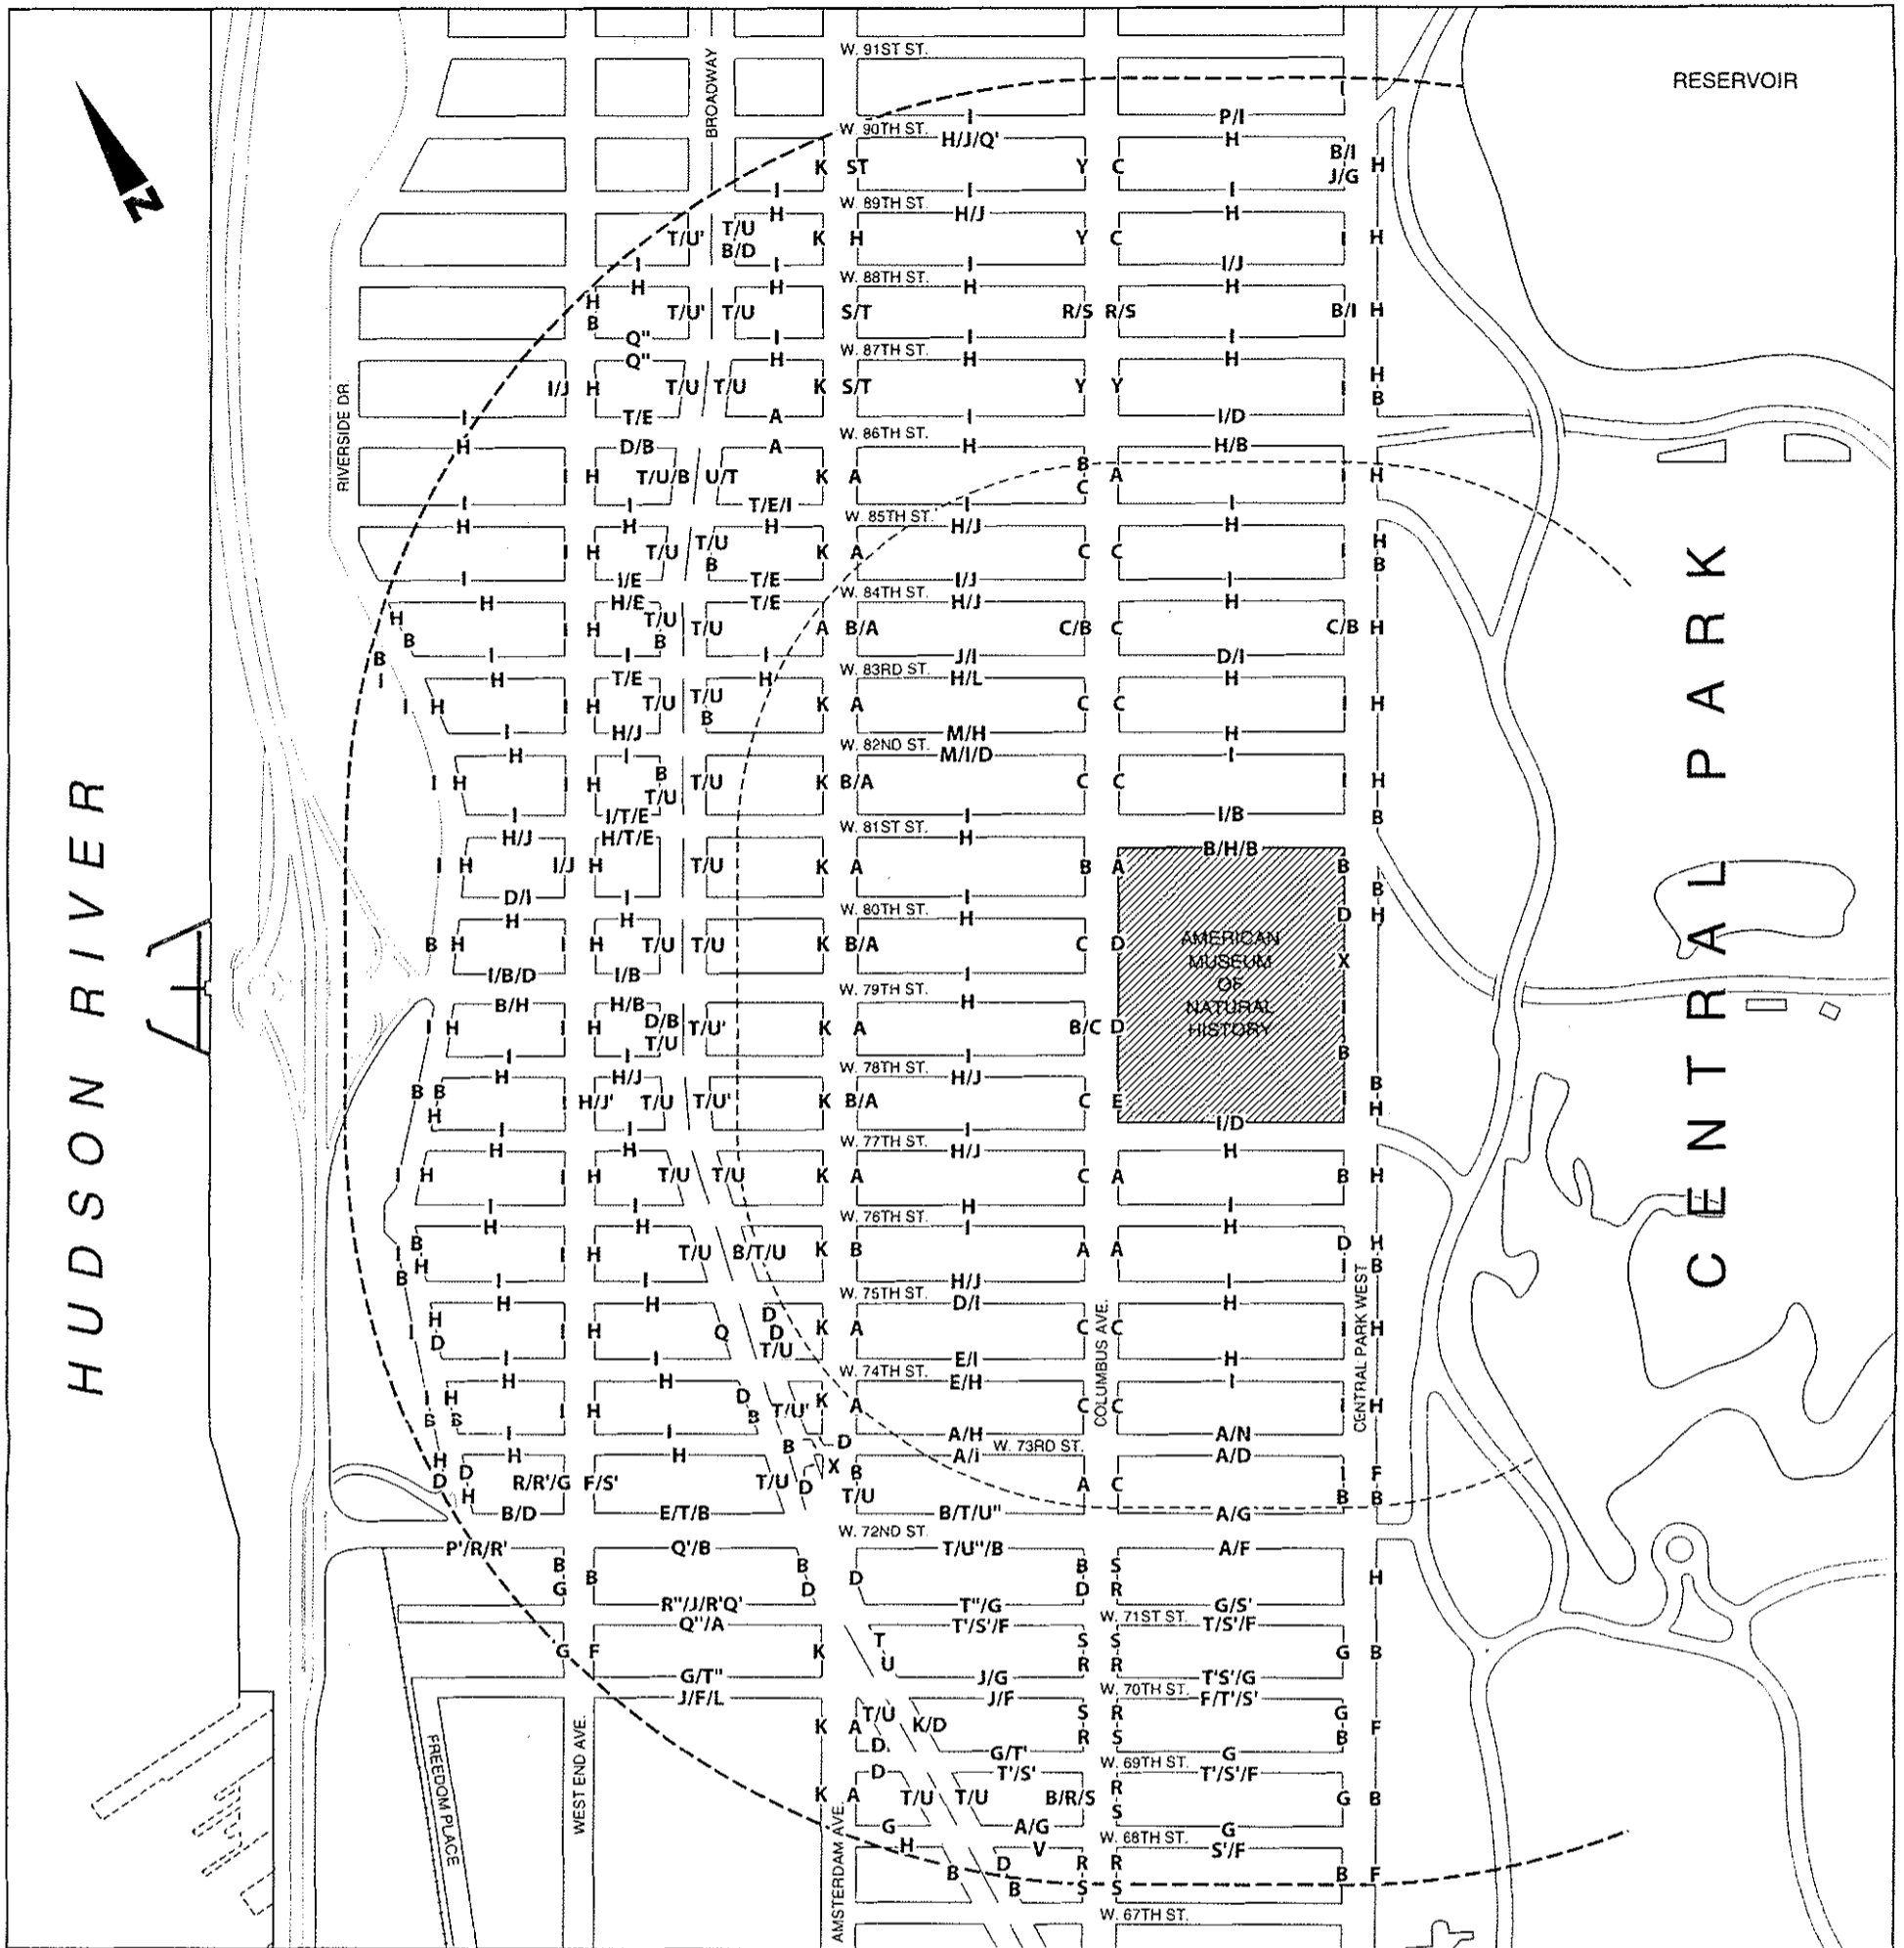 W. 91ST ST.
RESERVOIR
BROADWAY
I
I
P/I
W. 90TH ST.
H/J/Q'
H
B/I
J/G
K
ST
Y
C
H
I
I
I
W. 89TH ST.
H
H/J
H
T/U'
T/U
B/D
K
H
Y
C
I
H
I
I
I
I/J
W. 88TH ST.
H
H
H
H
H
B
T/U'
T/U
S/T
R/S
R/S
B/I
H
Q"
I
I
I
W. 87TH ST.
Q"
H
H
H
I/J
H
T/U
T/U
K
S/T
Y
Y
I
H
B
RIVERSIDE DR
I
T/E
A
I
I/D
W. 86TH ST.
H
D/B
A
H
H/B
I
H
T/U/B
U/T
K
A
B
C
A
I
H
I
I
T/E/I
I
I
W. 85TH ST.
H
H
H
H/J
H
I
H
T/U
T/U
B
K
A
C
C
I
H
B
I
I/E
T/E
I/J
I
W. 84TH ST.
H
H/E
T/E
H/J
H
H
B
I
H
T/U
B
T/U
A
B/A
C/B
C
C/B
H
B
I
I
I
I
J/I
D/I
W. 83RD ST.
H
T/E
H
H/L
H
I
H
I
H
T/U
T/U
B
K
A
C
C
I
H
I
H/J
M/H
H
W. 82ND ST.
H
I
M/I/D
I
I
H
I
H
B
T/U
T/U
K
B/A
C
C
I
H
B
I
I/T/E
I
I/B
W. 81ST ST.
H/J
H/T/E
H
B/H/B
I
H
I/J
H
T/U
K
A
B
A
B
B
H
D/I
I
I
W. 80TH ST.
H
H
H
B
H
I
H
T/U
T/U
K
B/A
C
D
D
X
AMERICAN
MUSEUM
OF
NATURAL
HISTORY
I/B/D
I/B
I
W. 79TH ST.
B/H
H/B
H
I
H
I
H
D/B
T/U
T/U'
K
A
B/C
D
I
B
I
I
I
W. 78TH ST.
H
H/J
H/J
B
B
H
I
H/J'
T/U
T/U'
K
B/A
C
E
I
B
H
I
I
I
I/D
W. 77TH ST.
H
H
H/J
H
I
H
I
H
T/U
T/U
K
A
C
A
B
H
I
I
H
I
W. 76TH ST.
H
H
I
H
I
B
B
H
I
H
T/U
B/T/U
K
B
A
A
D
I
H
B
I
I
H/J
I
W. 75TH ST.
H
H
D/I
H
I
H
D
I
H
Q
D
D
T/U
K
A
C
C
I
H
I
I
E/I
H
W. 74TH ST.
H
H
E/H
I
I
B
H
B
I
H
D
B
T/U'
K
A
C
C
I
H
COLUMBUS AVE.
CENTRAL PARK WEST
I
I
A/H
A/N
W. 73RD ST.
H
H
B
D
A/i
A/D
H
D
D
H
R/R'/G
F/S'
T/U
D
X
B
T/U
A
C
I
B
F
B
B/D
E/T/B
B/T/U"
A/G
W. 72ND ST.
P'/R/R'
Q'/B
T/U"/B
A/F
B
G
B
B
D
D
B
D
S
R
H
R"/J/R'Q'
T"/G
G/S'
W. 71ST ST.
Q"/A
T'/S'/F
T/S'/F
G
F
K
T
U
S
R
S
R
G
B
G/T"
J/G
T'S'/G
W. 70TH ST.
J/F/L
J/F
F/T'/S'
K
A
T/U
D
K/D
S
R
R
S
G
B
F
G/T'
G
W. 69TH ST.
D
T'/S'
T'/S'/F
K
A
T/U
T/U
B/R/S
R
S
G
B
G
A/G
G
W. 68TH ST.
H
V
S'/F
B
D
B
R
S
R
S
B
F
W. 67TH ST.
FREEDOM PLACE
WEST END AVE.
AMSTERDAM AVE.
HUDSON RIVER
CENTRAL PARK
N